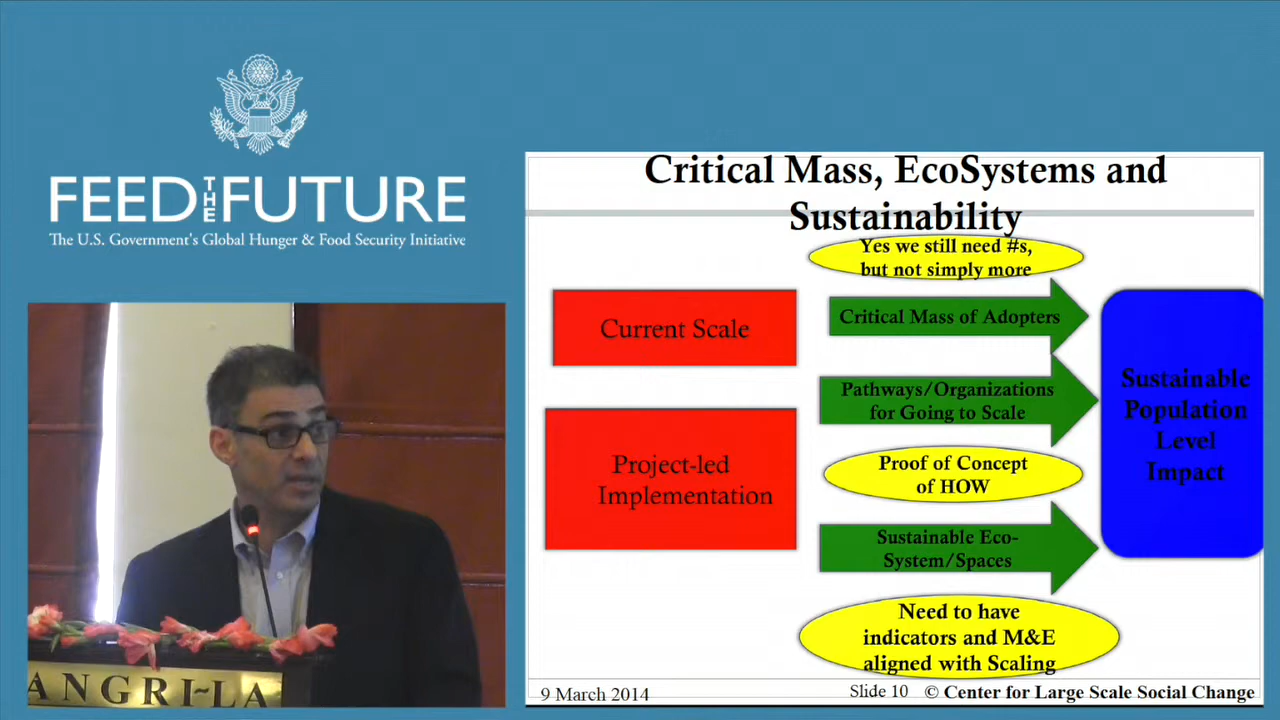 FEED THE FUTURE
The U.S. Government's Global Hunger & Food Security Initiative
ANGRI~LA
Critical Mass, EcoSystems and
Sustainability
Yes we still need #s,
but not simply more
Current Scale
Critical Mass of Adopters
Pathways/Organizations
for Going to Scale
Project-led
Implementation
Proof of Concept
of HOW
Sustainable Eco-
System/Spaces
Need to have
indicators and M&E
aligned with Scaling
Sustainable
Population
Level
Impact
9 March 2014
Slide 10
© Center for Large Scale Social Change